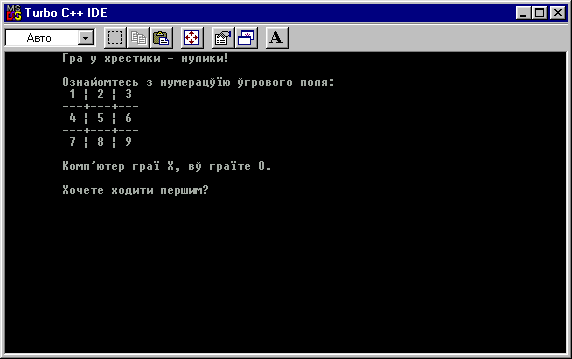 Turbo C++ IDE
Авто
A
Гра у хрестики - нулики!
Ознайомтесь з нумерацўїю ўгрового поля:
1 ¦ 2 ¦ 3
---+---+---
4 ¦ 5 ¦ 6
---+---+---
7 ¦ 8 ¦ 9
Комп'ютер граї X, вў граїте O.
Хочете ходити першим?